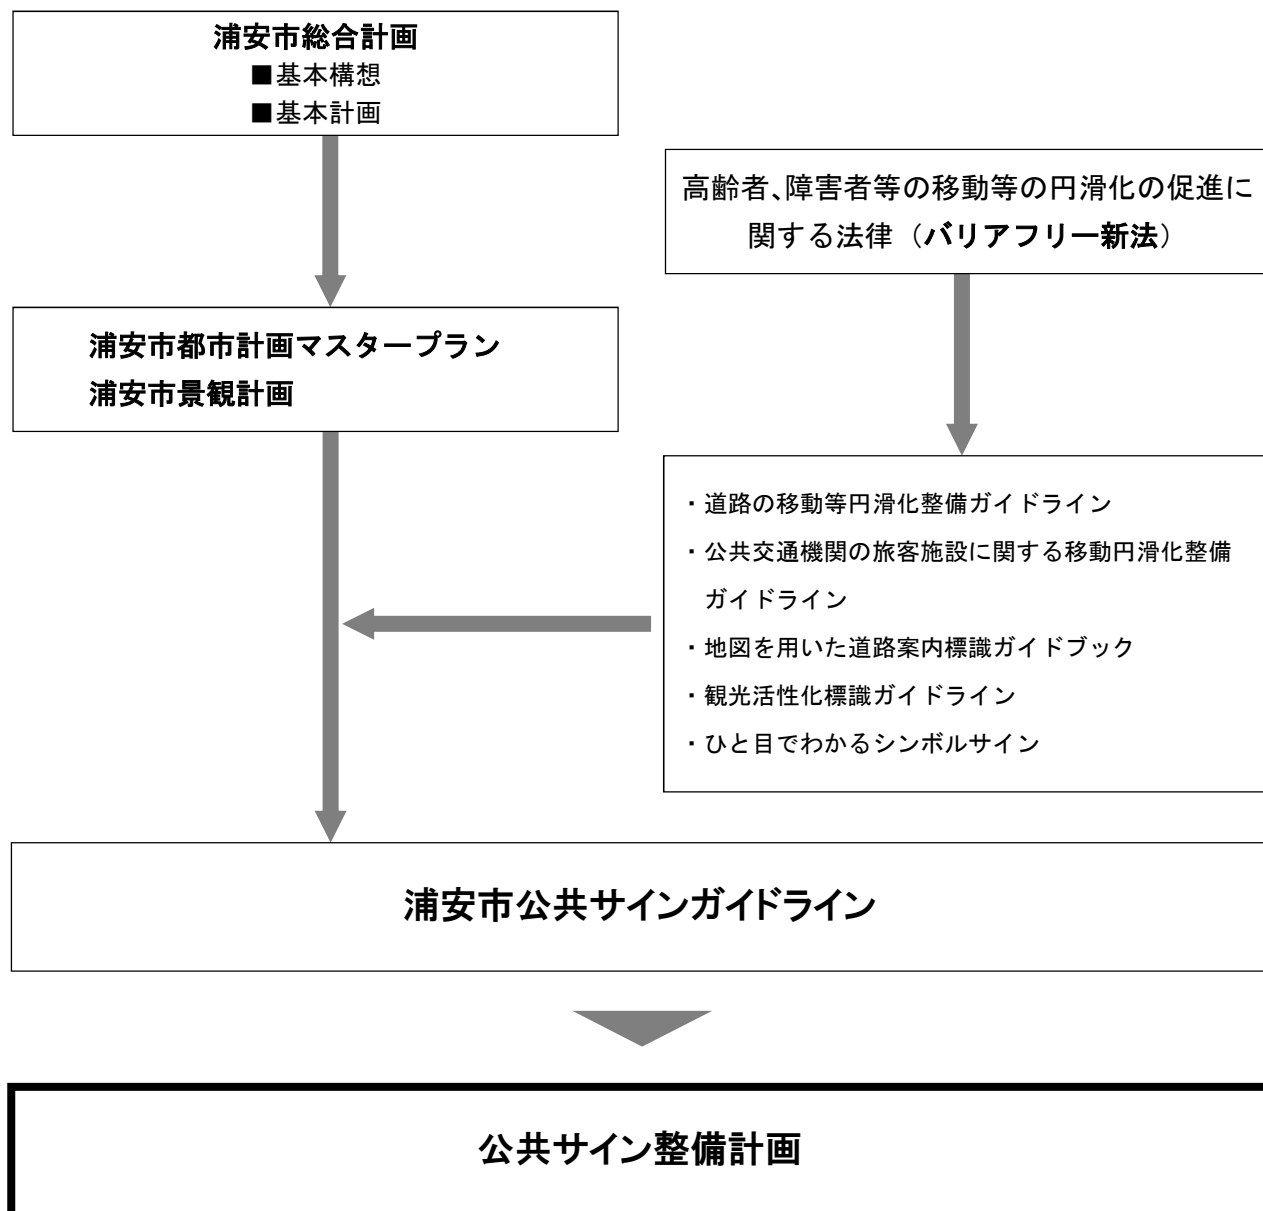 浦安市総合計画
■基本構想
■基本計画
高齢者、障害者等の移動等の円滑化の促進に
関する法律（バリアフリー新法）
浦安市都市計画マスタープラン
浦安市景観計画
・道路の移動等円滑化整備ガイドライン
・公共交通機関の旅客施設に関する移動円滑化整備
ガイドライン
・地図を用いた道路案内標識ガイドブック
・観光活性化標識ガイドライン
・ひと目でわかるシンボルサイン
浦安市公共サインガイドライン
公共サイン整備計画